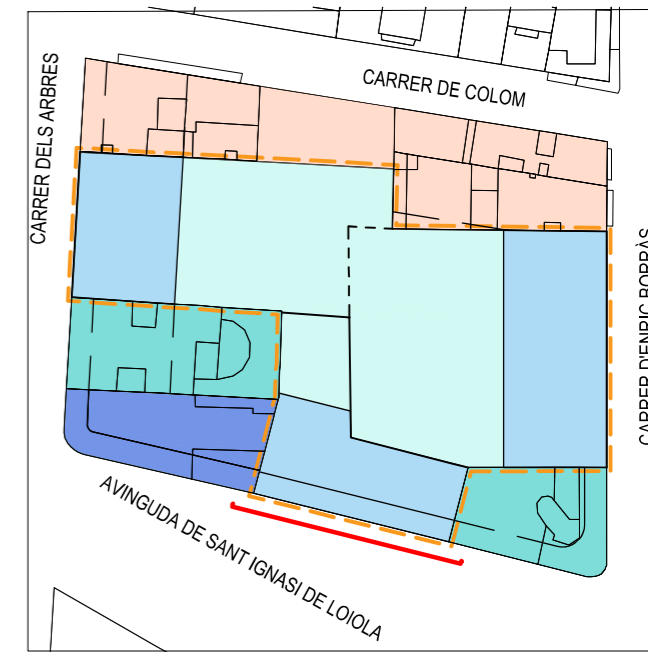 CARRER DE COLOM
CARRER DELS ARBRES
CARRER D'ENRIC BORRÀS
AVINGUDA DE SANT IGNASI DE LOIOLA